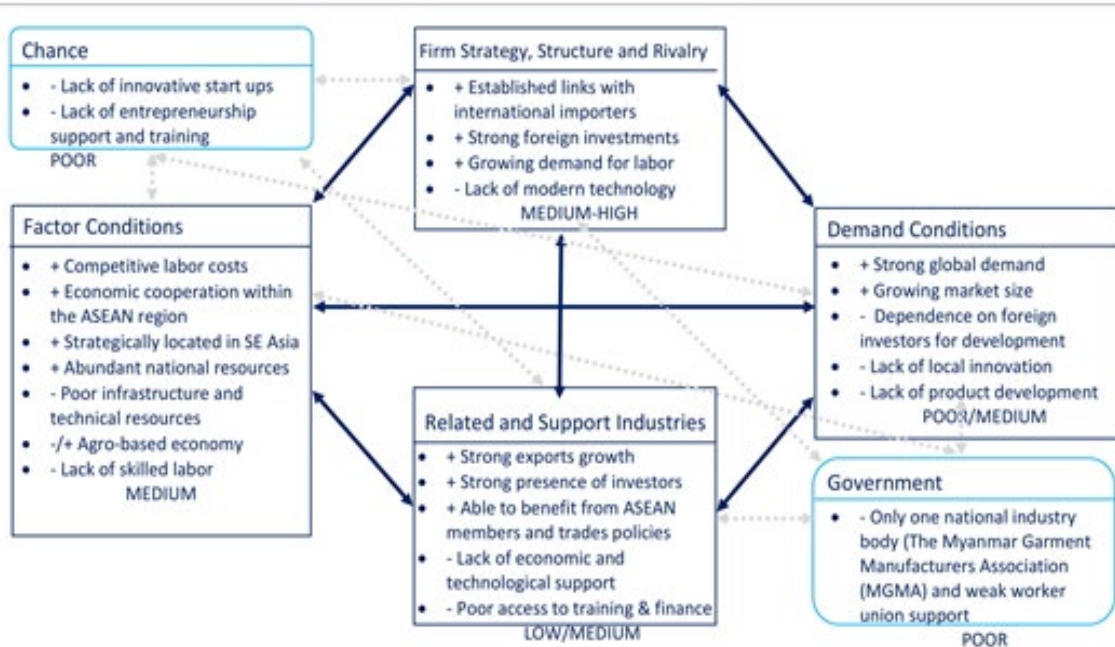 Chance
• - Lack of innovative start ups
• - Lack of entrepreneurship
support and training
POOR
Firm Strategy, Structure and Rivalry
• + Established links with
international importers
• + Strong foreign investments
• + Growing demand for labor
• - Lack of modern technology
MEDIUM-HIGH
Factor Conditions
• + Competitive labor costs
• + Economic cooperation within
the ASEAN region
• + Strategically located in SE Asia
• + Abundant national resources
• - Poor infrastructure and
technical resources
• -/+ Agro-based economy
• - Lack of skilled labor
MEDIUM
Demand Conditions
• + Strong global demand
• + Growing market size
• - Dependence on foreign
investors for development
• - Lack of local innovation
• - Lack of product development
POOR/MEDIUM
Related and Support Industries
• + Strong exports growth
• + Strong presence of investors
• + Able to benefit from ASEAN
members and trades policies
• - Lack of economic and
technological support
• - Poor access to training & finance
LOW/MEDIUM
Government
• - Only one national industry
body (The Myanmar Garment
Manufacturers Association
(MGMA) and weak worker
union support
POOR